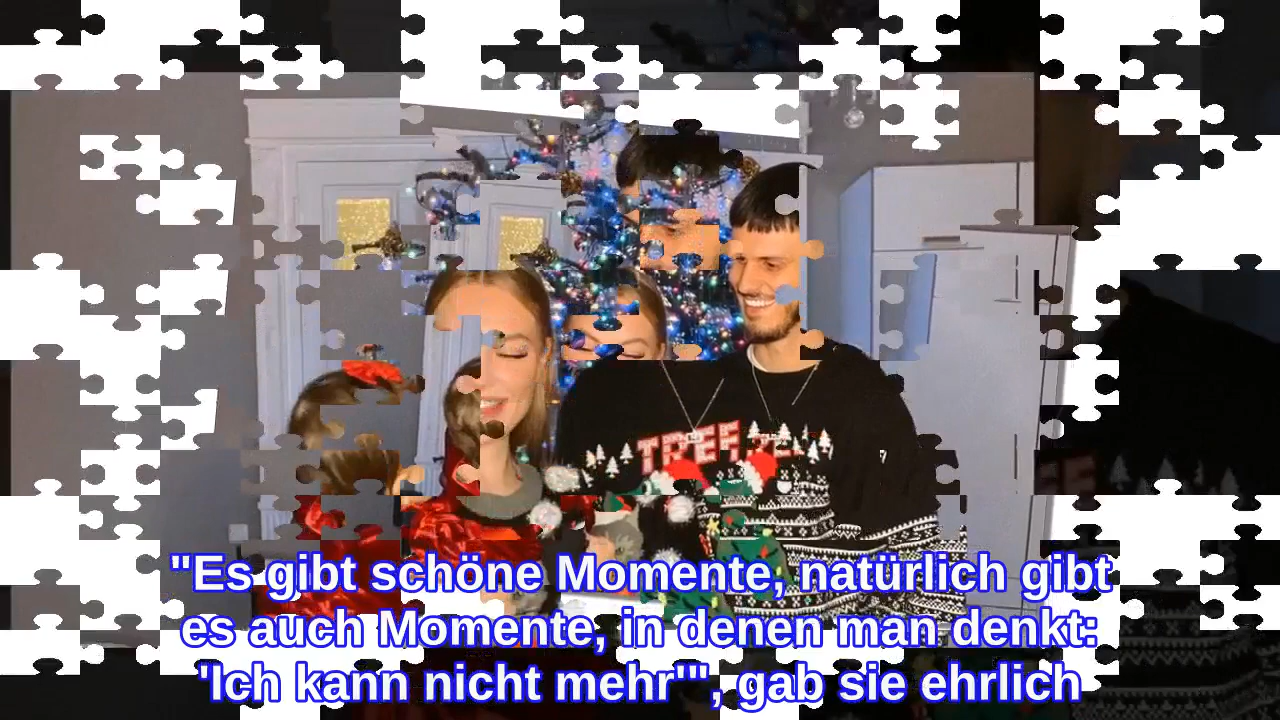 TREE
"Es gibt schöne Momente, natürlich gibt
es auch Momente, in denen man denkt:
'Ich kann nicht mehr'", gab sie ehrlich